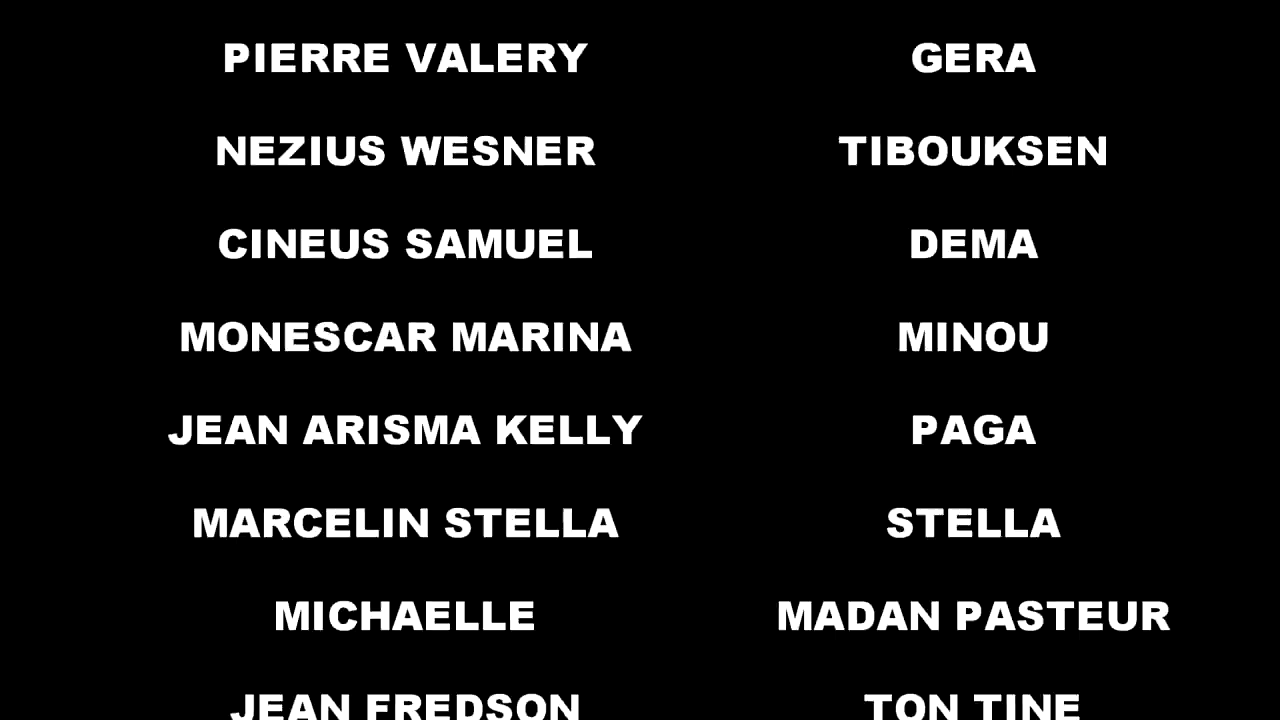 PIERRE VALERY GERA
NEZIUS WESNER TIBOUKSEN
CINEUS SAMUEL DEMA
MONESCAR MARINA MINOU
JEAN ARISMA KELLY PAGA
MARCELIN STELLA STELLA
MICHAELLE MADAN PASTEUR
JEAN FREDSON TON TINE